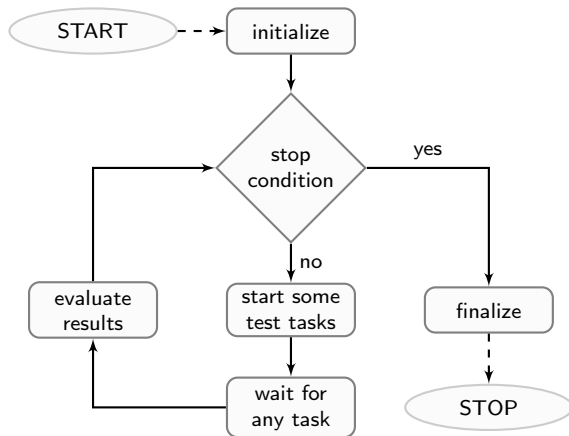 START
initialize
stop
condition
yes
no
evaluate
results
start some
test tasks
finalize
wait for
any task
STOP